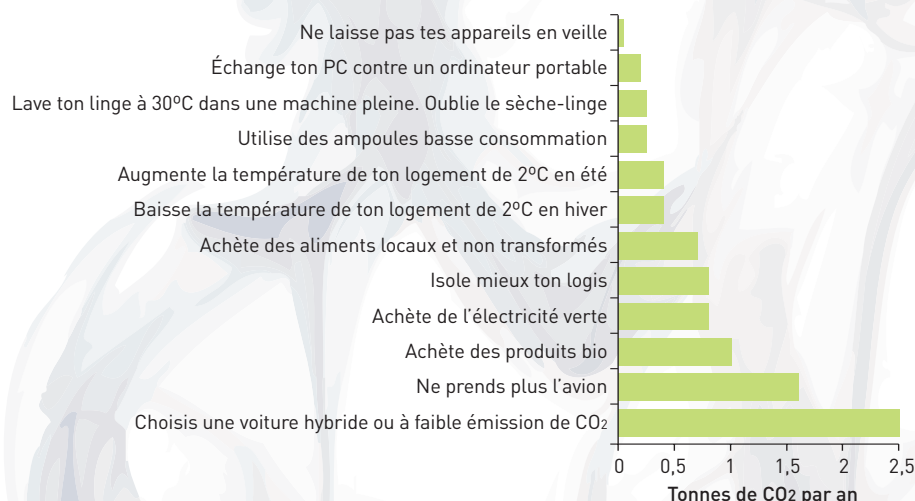 Ne laisse pas tes appareils en veille
Échange ton PC contre un ordinateur portable
Lave ton linge à 30ºC dans une machine pleine. Oublie le sèche-linge
Utilise des ampoules basse consommation
Augmente la température de ton logement de 2ºC en été
Baisse la température de ton logement de 2ºC en hiver
Achète des aliments locaux et non transformés
Isole mieux ton logis
Achète de l'électricité verte
Achète des produits bio
Ne prends plus l'avion
Choisis une voiture hybride ou à faible émission de CO2
0 0,5 1 1,5 2 2,5
Tonnes de CO2 par an